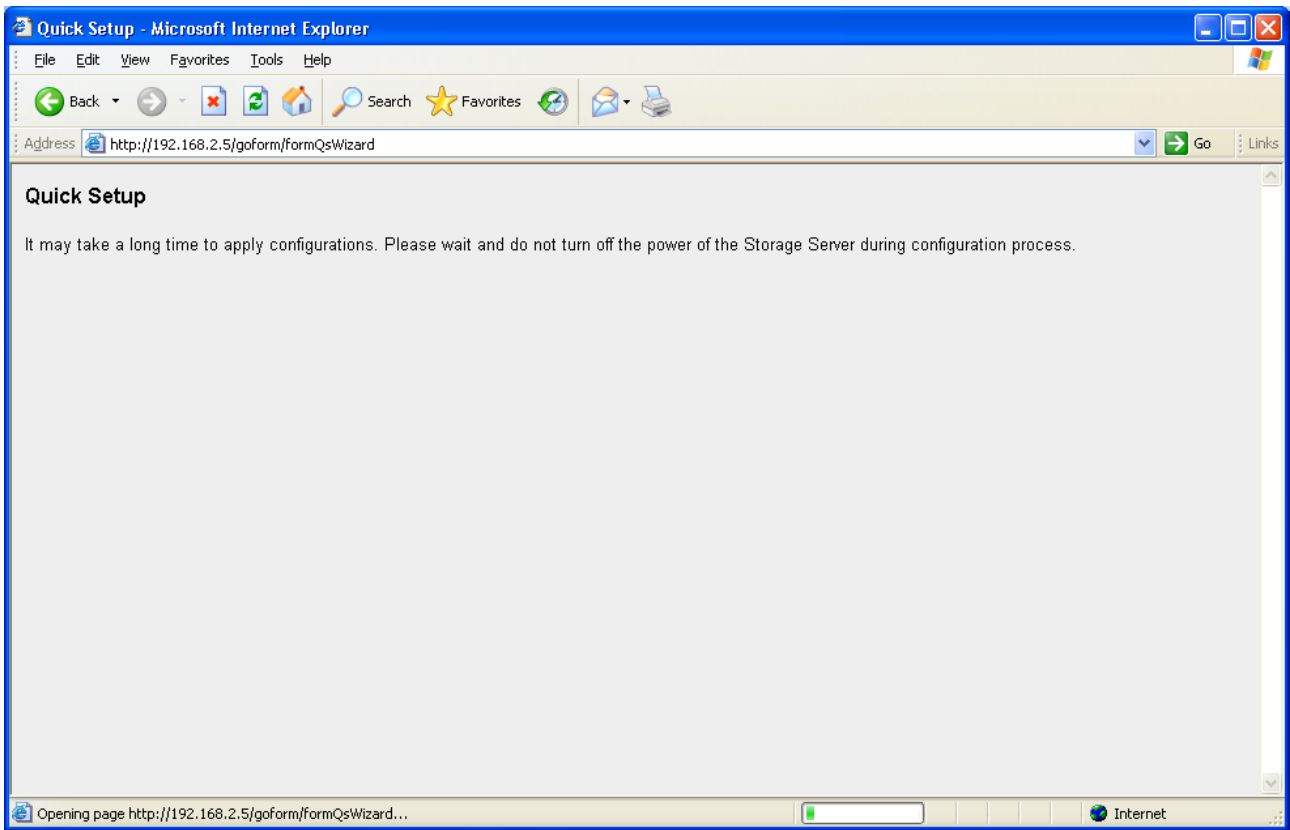 Quick Setup - Microsoft Internet Explorer
File Edit View Favorites Tools Help
Back Search Favorites
Address http://192.168.2.5/goform/formQsWizard Go Links
Quick Setup
It may take a long time to apply configurations. Please wait and do not turn off the power of the Storage Server during configuration process.
Opening page http://192.168.2.5/goform/formQsWizard... Internet